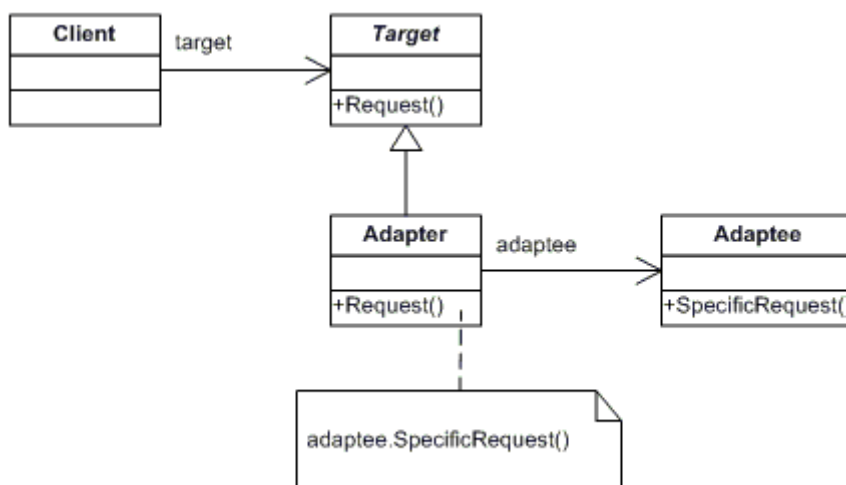 Client
target
Target
+Request()
Adapter
adaptee
Adaptee
+Request()
+SpecificRequest()
adaptee.SpecificRequest()